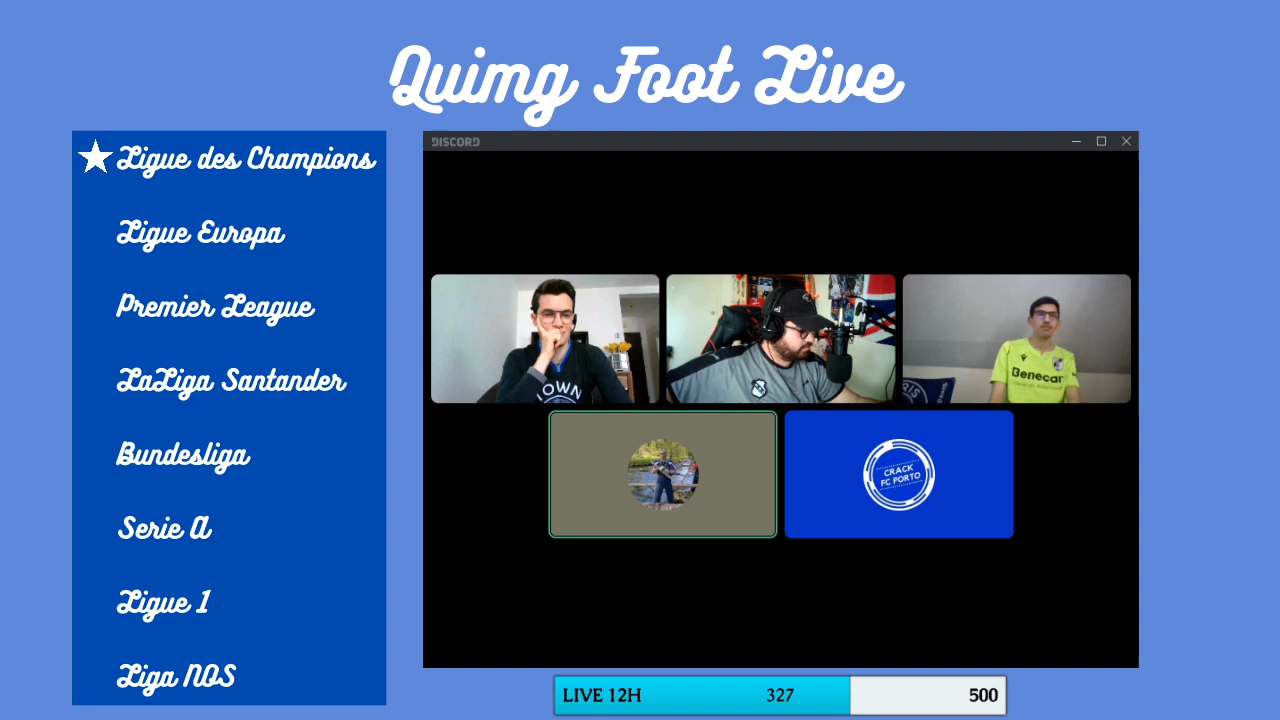 Quimg Foot Live
Ligue des Champions
Ligue Europa
Premier League
LaLiga Santander
Bundesliga
Serie A
Ligue 1
Liga NOS
DISCORD
OWN
Benecar
CRACK
FC PORTO
LIVE 12H 327 500